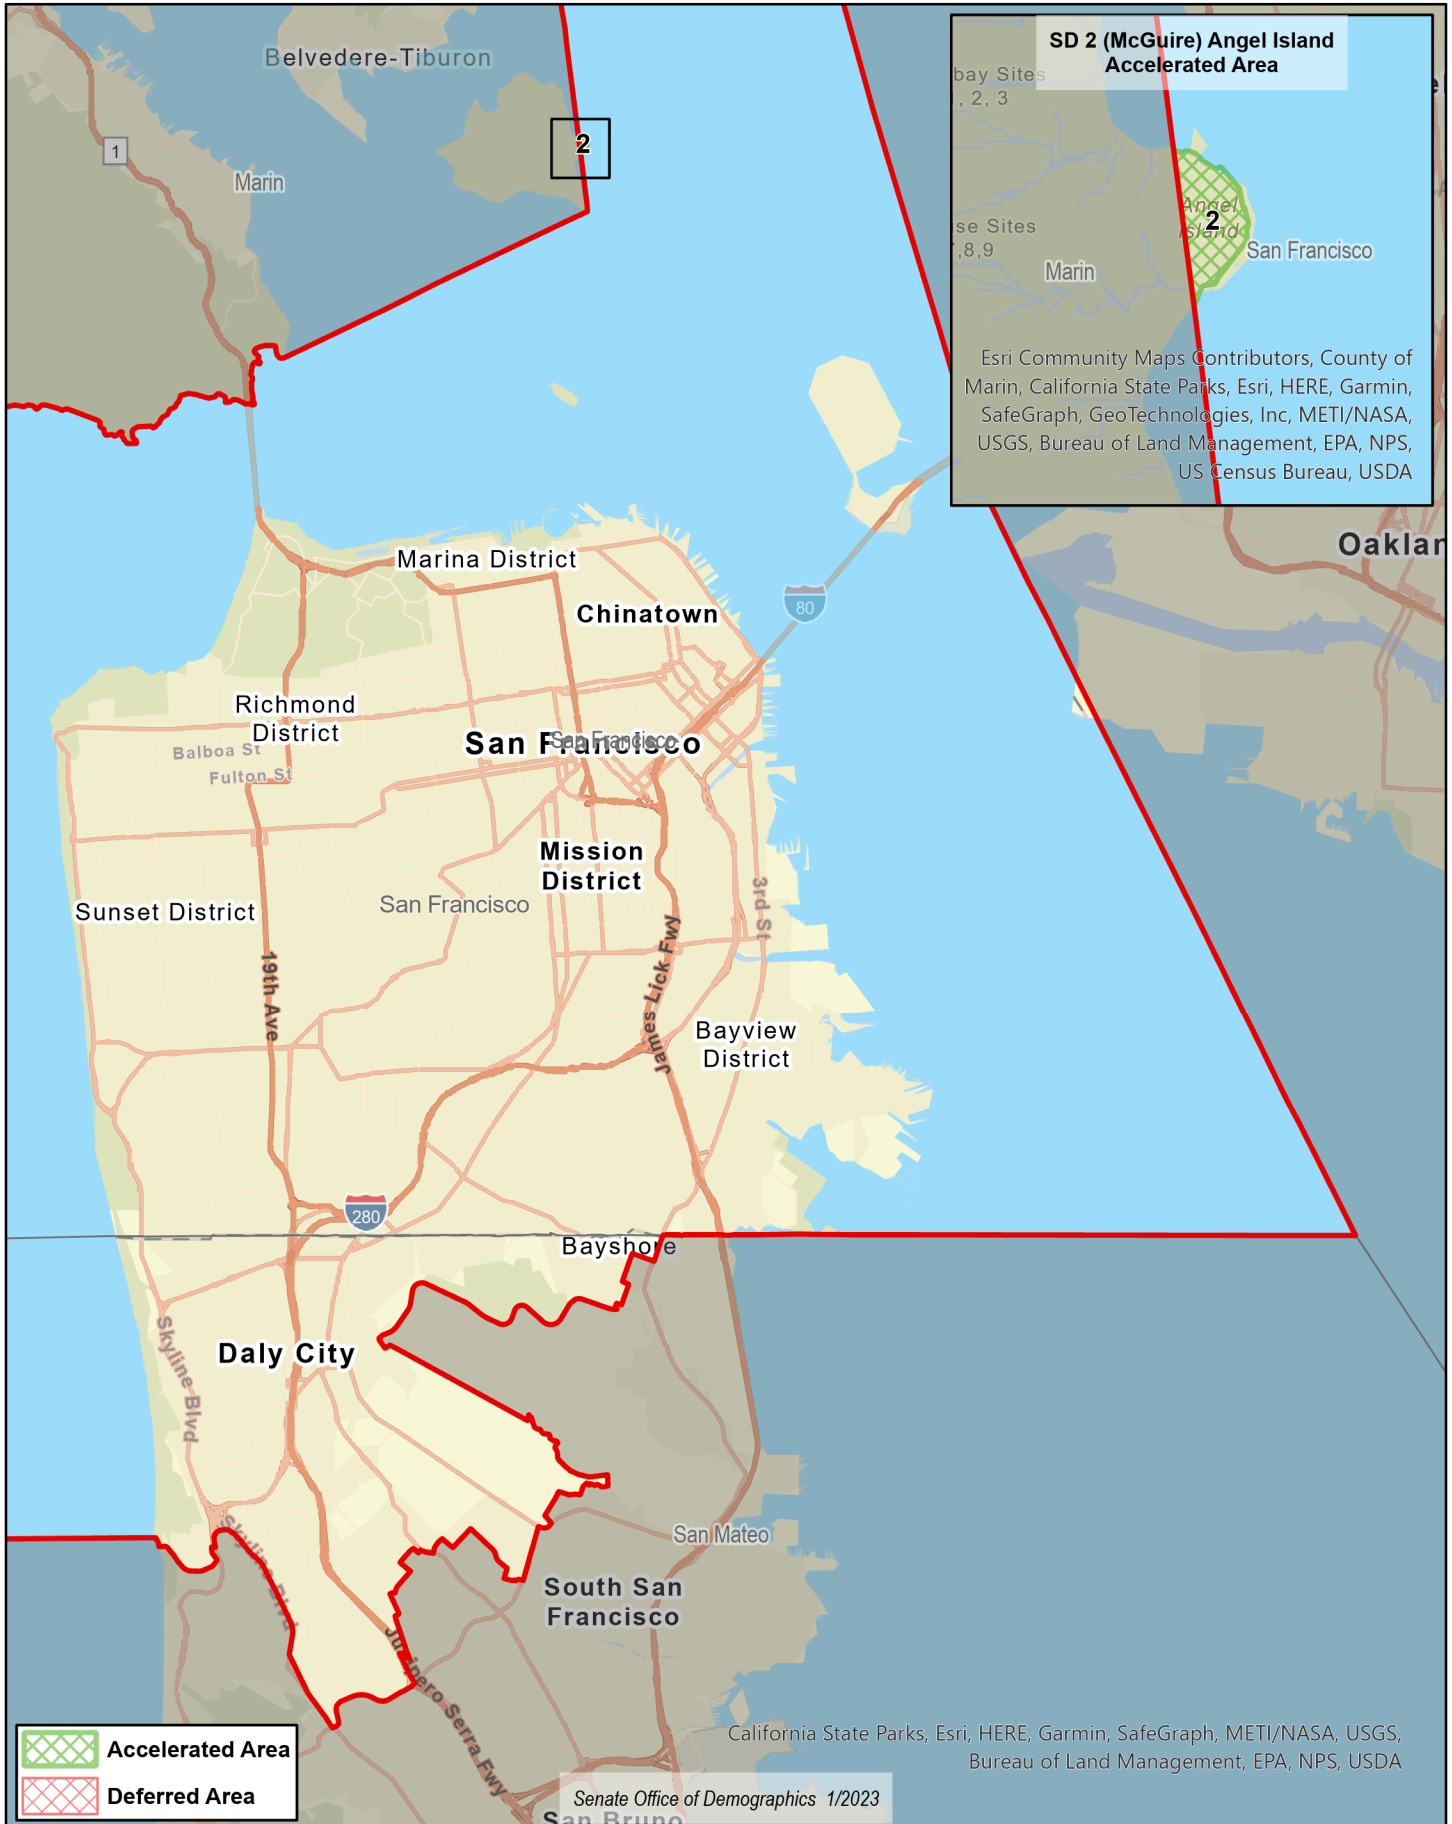 Belvedere-Tiburon
1
Marin
2
SD 2 (McGuire) Angel Island
Accelerated Area
bay Sites
, 2, 3
Angel
Island
2
se Sites
,8,9
San Francisco
Marin
Esri Community Maps Contributors, County of
Marin, California State Parks, Esri, HERE, Garmin,
SafeGraph, GeoTechnologies, Inc, METI/NASA,
USGS, Bureau of Land Management, EPA, NPS,
US Census Bureau, USDA
Oaklan
Marina District
Chinatown
80
Richmond
District
Balboa St
Fulton St
San Francisco
San Francisco
Mission
District
Sunset District
San Francisco
3rd St
19th Ave
James Lick Fwy
Bayview
District
280
Bayshore
Daly City
Skyline Blvd
Skyline Blvd
San Mateo
South San
Francisco
Junipero Serra Fwy
Accelerated Area
Deferred Area
California State Parks, Esri, HERE, Garmin, SafeGraph, METI/NASA, USGS,
Bureau of Land Management, EPA, NPS, USDA
Senate Office of Demographics 1/2023
San Bruno